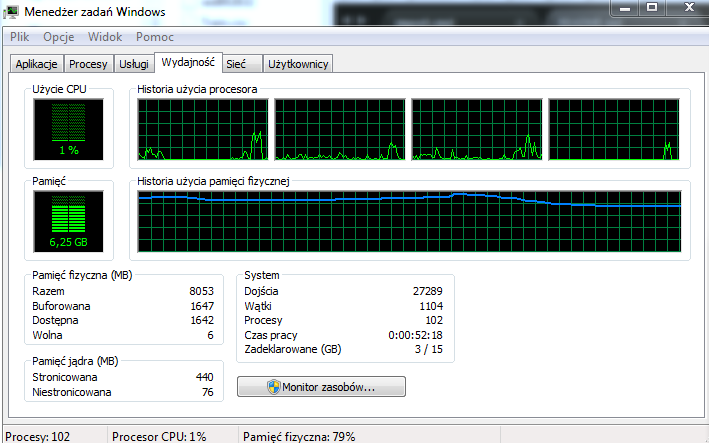 Menedżer zadań Windows
Plik Opcje Widok Pomoc
Aplikacje Procesy Usługi Wydajność Sieć Użytkownicy
Użycie CPU
1 %
Historia użycia procesora
Pamięć
6,25 GB
Historia użycia pamięci fizycznej
Pamięć fizyczna (MB)
Razem 8053
Buforowana 1647
Dostępna 1642
Wolna 6
System
Dojścia 27289
Wątki 1104
Procesy 102
Czas pracy 0:00:52:18
Zadeklarowane (GB) 3 / 15
Pamięć jądra (MB)
Stronicowana 440
Niestronicowana 76
Monitor zasobów...
Procesy: 102 Procesor CPU: 1% Pamięć fizyczna: 79%